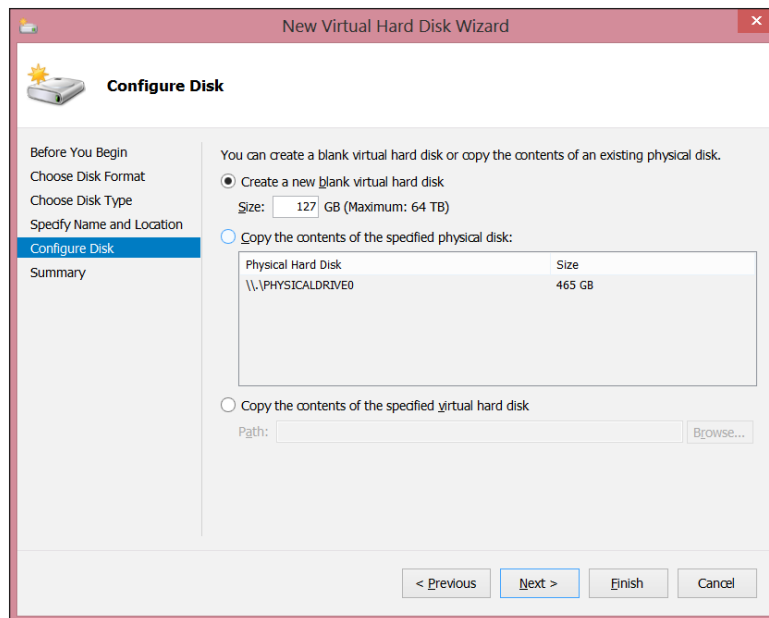 New Virtual Hard Disk Wizard
Configure Disk
Before You Begin
Choose Disk Format
Choose Disk Type
Specify Name and Location
Configure Disk
Summary
You can create a blank virtual hard disk or copy the contents of an existing physical disk.
Create a new blank virtual hard disk
Size: 127 GB (Maximum: 64 TB)
Copy the contents of the specified physical disk:
Physical Hard Disk Size
\\.\PHYSICALDRIVE0 465 GB
Copy the contents of the specified virtual hard disk
Path: Browse...
< Previous Next > Finish Cancel